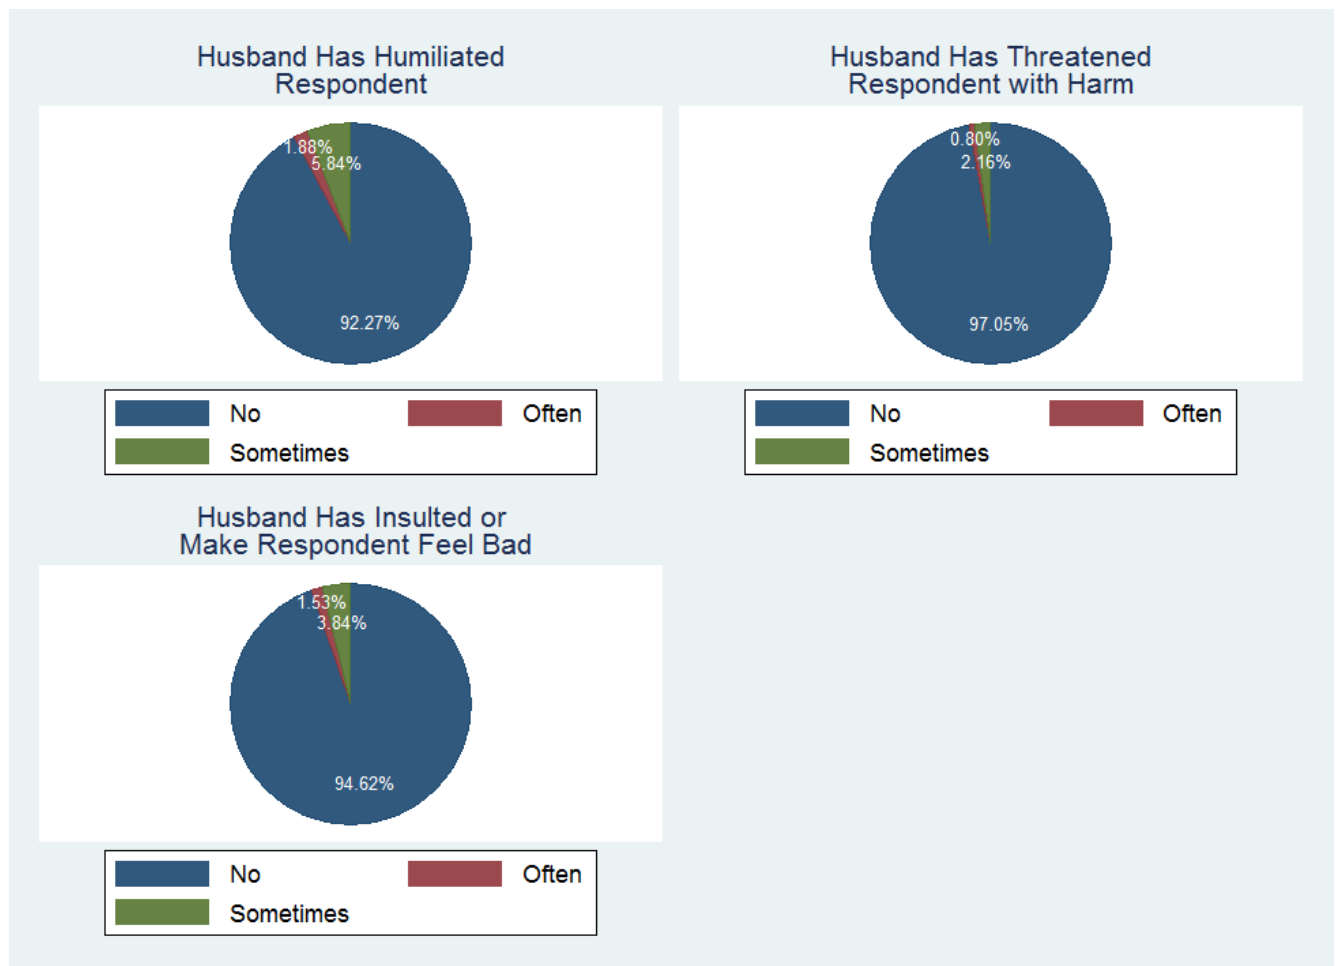 Husband Has Humiliated
Respondent
1.88%
5.84%
92.27%
No
Often
Sometimes
Husband Has Threatened
Respondent with Harm
0.80%
2.16%
97.05%
No
Often
Sometimes
Husband Has Insulted or
Make Respondent Feel Bad
1.53%
3.84%
94.62%
No
Often
Sometimes